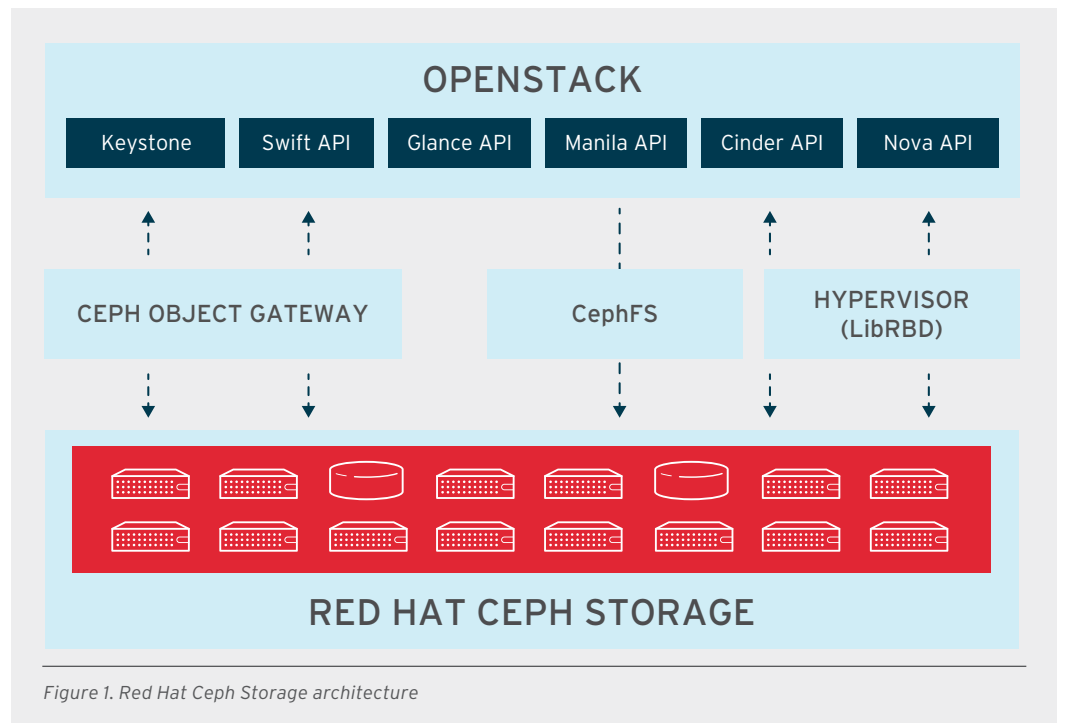 OPENSTACK
Keystone
Swift API
Glance API
Manila API
Cinder API
Nova API
CEPH OBJECT GATEWAY
CephFS
HYPERVISOR
(LibRBD)
RED HAT CEPH STORAGE
Figure 1. Red Hat Ceph Storage architecture